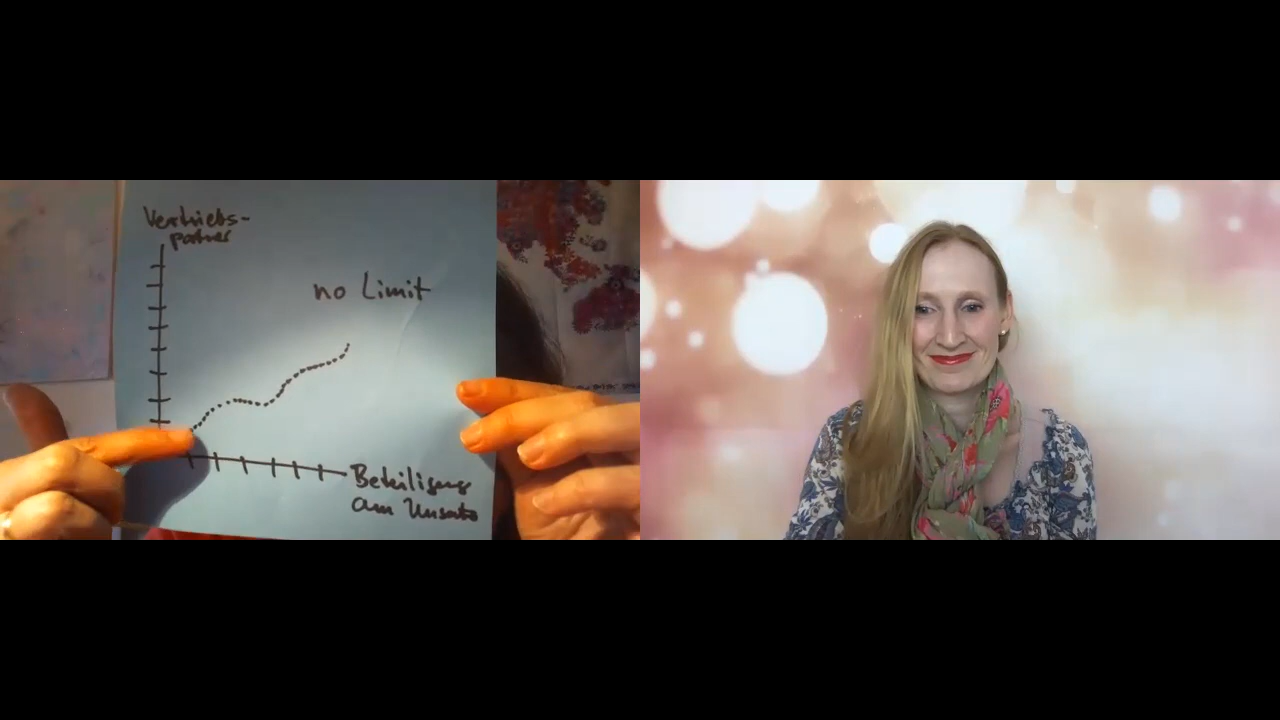 Vertriebs-
partner
no Limit
Beteiligung
am Umsatz